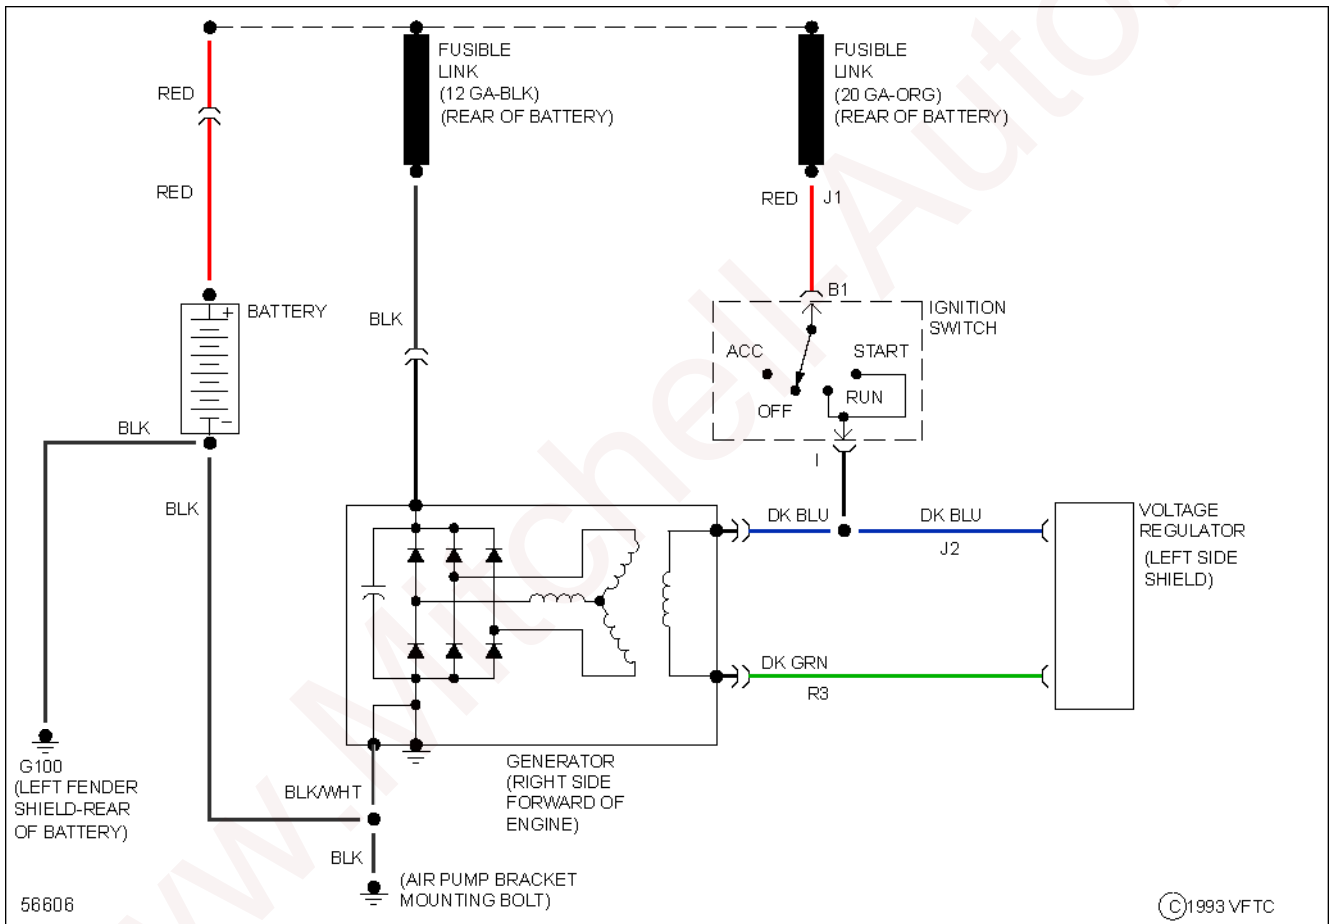 FUSIBLE
LINK
(12 GA-BLK)
(REAR OF BATTERY)
FUSIBLE
LINK
(20 GA-ORG)
(REAR OF BATTERY)
RED
RED
RED
J1
B1
BATTERY
BLK
IGNITION
SWITCH
ACC
START
OFF
RUN
I
BLK
BLK
DK BLU
DK BLU
J2
VOLTAGE
REGULATOR
(LEFT SIDE
SHIELD)
DK GRN
R3
G100
(LEFT FENDER
SHIELD-REAR
OF BATTERY)
BLK/WHT
GENERATOR
(RIGHT SIDE
FORWARD OF
ENGINE)
BLK
(AIR PUMP BRACKET
MOUNTING BOLT)
56606
©1993 VFTC
+
-
w.Mitchell-Auto